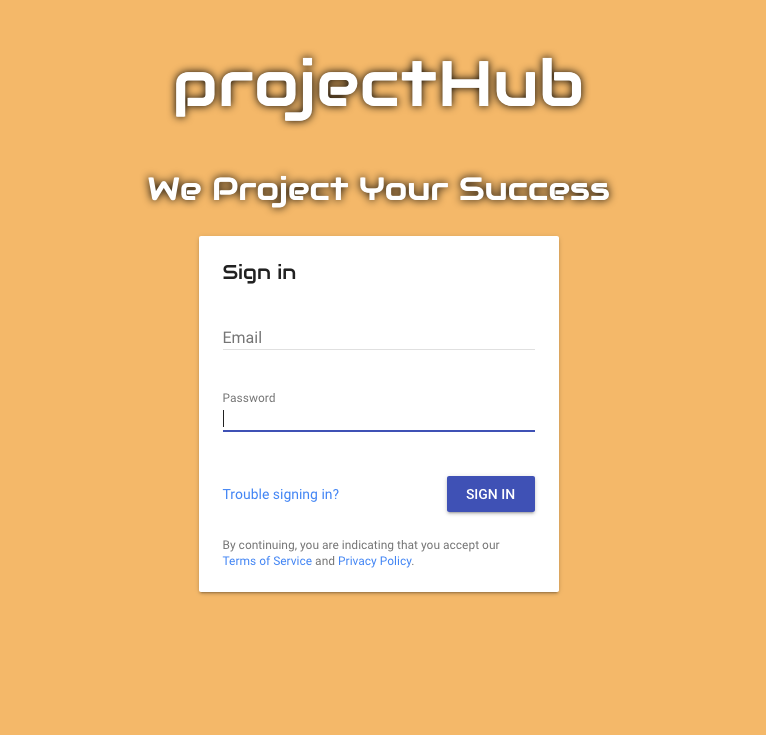 projectHub
We Project Your Success
Sign in
Email
Password
Trouble signing in?
SIGN IN
By continuing, you are indicating that you accept our
Terms of Service and Privacy Policy.